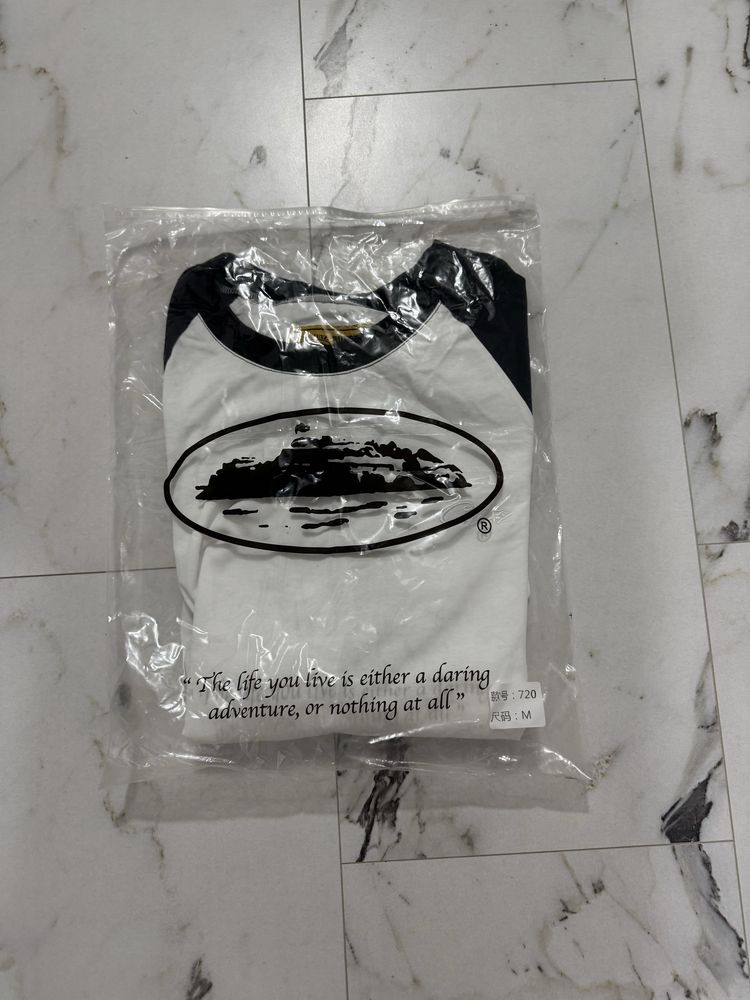 ®
“ The life you live is either a daring
adventure, or nothing at all ”
款号：720
尺码：M